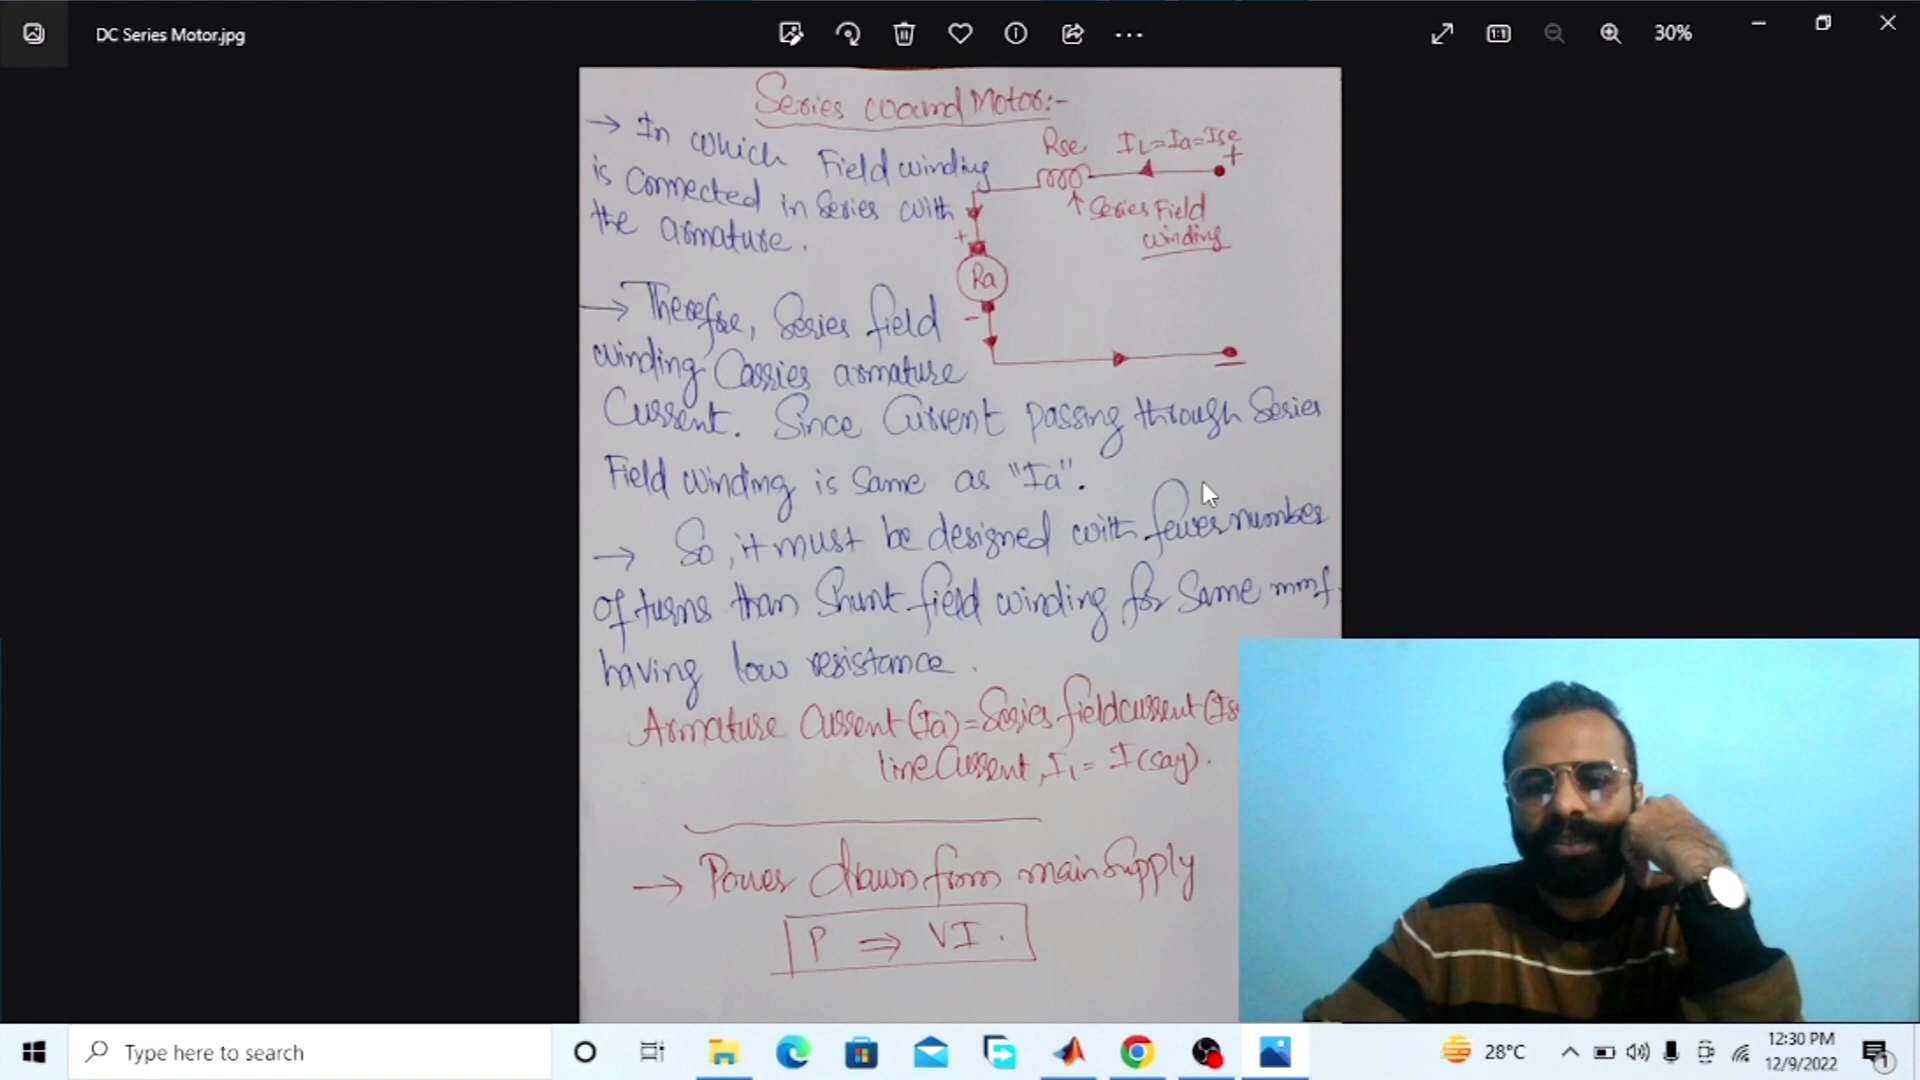 DC Series Motor.jpg
30%
Series wound Motor:-
→ In which Field winding
is connected in series with
the armature.
Rse IL=Ia=Ise
+
↑ Series Field
winding
+
Ra
-
→ Therefore, Series field
winding Carries armature
Current. Since Current passing through Series
Field winding is same as "Ia".
→ So, it must be designed with fewer number
of turns than Shunt field winding for same mmf.
having low resistance.
Armature Current (Ia) = Series field current (Ise
line Current, IL = I (say).
→ Power drawn from main supply
P ⇒ VI.
Type here to search
28°C
12:30 PM
12/9/2022
1